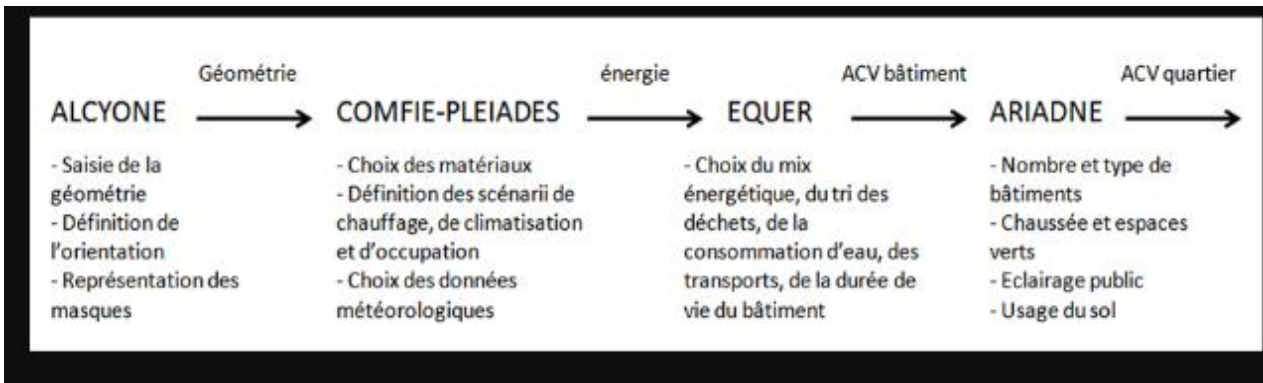 Géométrie énergie ACV bâtiment ACV quartier
ALCYONE COMFIE-PLEIADES EQUER ARIADNE
- Saisie de la
géométrie
- Définition de
l'orientation
- Représentation des
masques
- Choix des matériaux
- Définition des scénarii de
chauffage, de climatisation
et d'occupation
- Choix des données
météorologiques
- Choix du mix
énergétique, du tri des
déchets, de la
consommation d'eau, des
transports, de la durée de
vie du bâtiment
- Nombre et type de
bâtiments
- Chaussée et espaces
verts
- Eclairage public
- Usage du sol